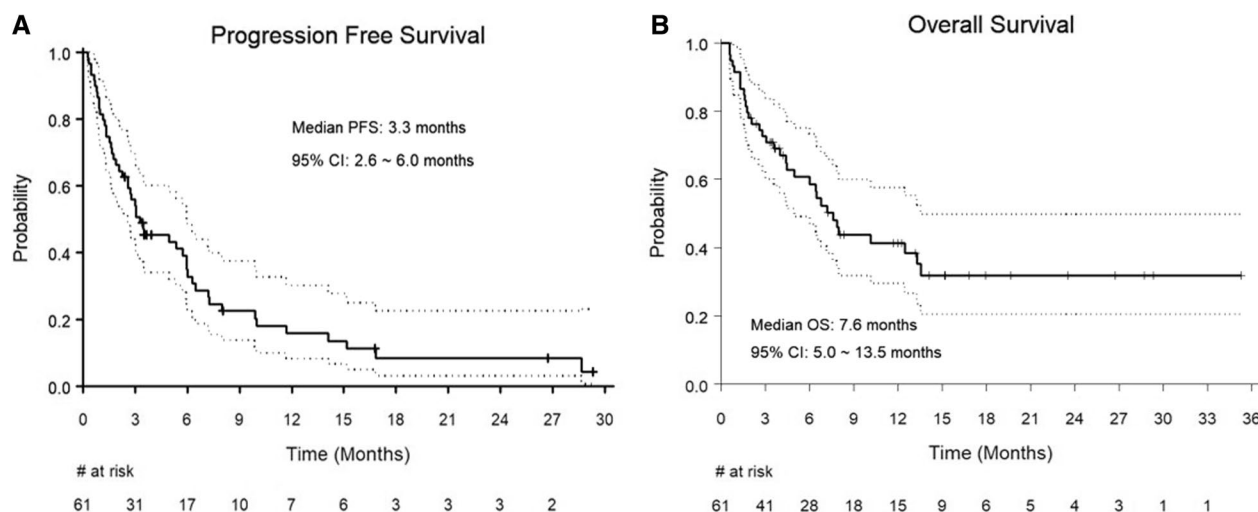 A
Progression Free Survival
1.0
0.8
0.6
0.4
0.2
0.0
Probability
Median PFS: 3.3 months
95% CI: 2.6 ~ 6.0 months
0 3 6 9 12 15 18 21 24 27 30
Time (Months)
# at risk
61 31 17 10 7 6 3 3 3 2
B
Overall Survival
1.0
0.8
0.6
0.4
0.2
0.0
Probability
Median OS: 7.6 months
95% CI: 5.0 ~ 13.5 months
0 3 6 9 12 15 18 21 24 27 30 33 36
Time (Months)
# at risk
61 41 28 18 15 9 6 5 4 3 1 1